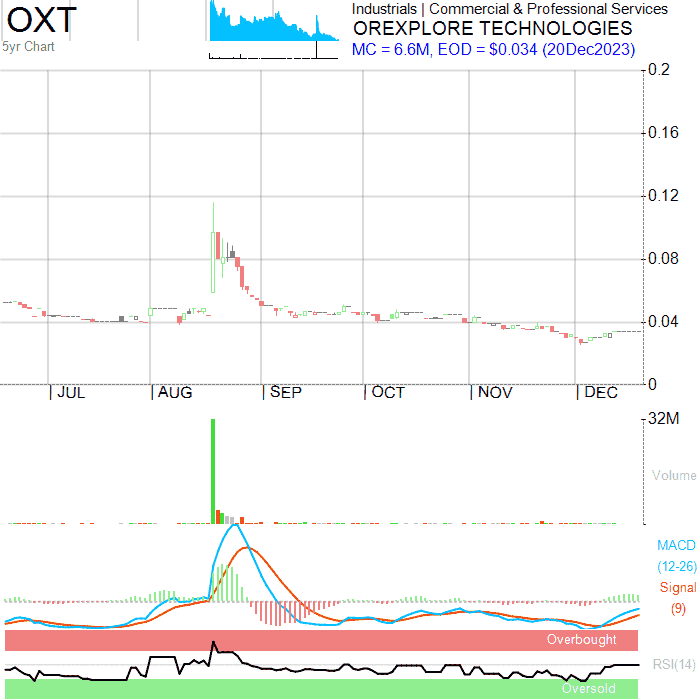 OXT
5yr Chart
Industrials | Commercial & Professional Services
OREXPLORE TECHNOLOGIES
MC = 6.6M, EOD = $0.034 (20Dec2023)
0.2
0.16
0.12
0.08
0.04
0
JUL AUG SEP OCT NOV DEC
32M
Volume
MACD
(12-26)
Signal
(9)
Overbought
RSI(14)
Oversold